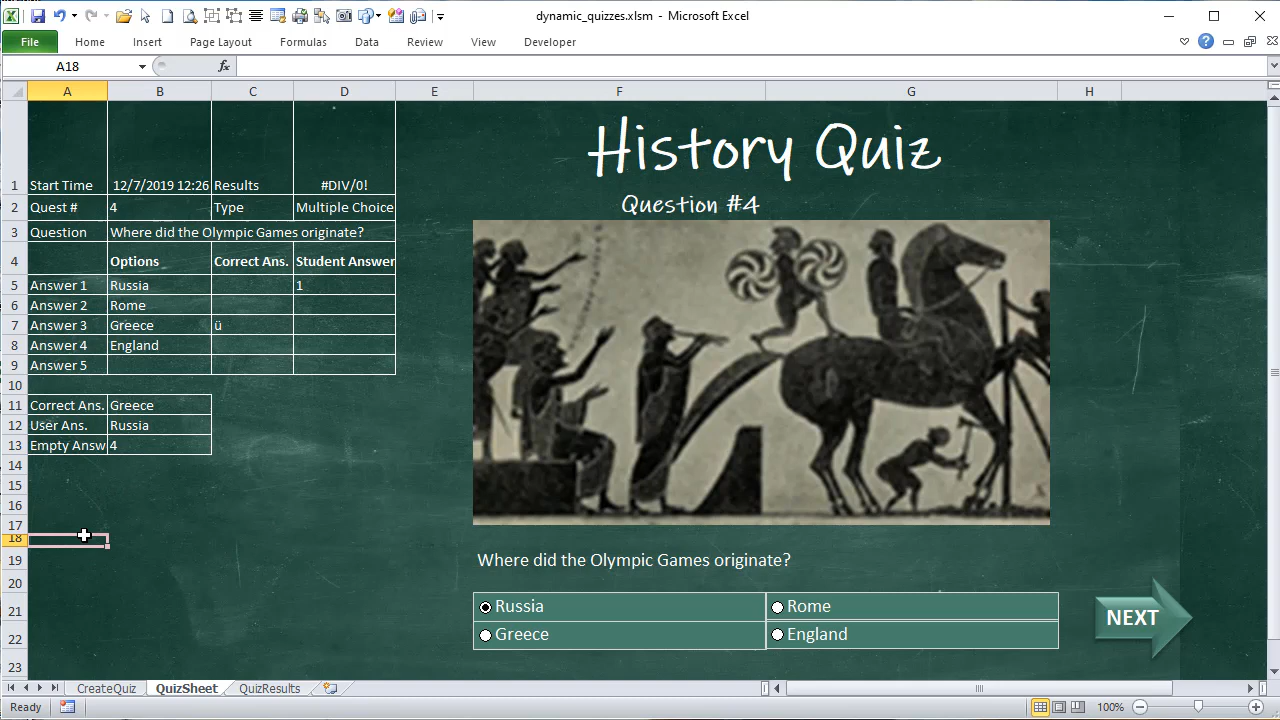 dynamic_quizzes.xlsm - Microsoft Excel
File Home Insert Page Layout Formulas Data Review View Developer
A18 fx
A B C D E F G H
1 Start Time 12/7/2019 12:26 Results #DIV/0!
2 Quest # 4 Type Multiple Choice
3 Question Where did the Olympic Games originate?
4 Options Correct Ans. Student Answer
5 Answer 1 Russia 1
6 Answer 2 Rome
7 Answer 3 Greece ü
8 Answer 4 England
9 Answer 5
10
11 Correct Ans. Greece
12 User Ans. Russia
13 Empty Answ 4
14
15
16
17
18
19
20
21
22
23
History Quiz
Question #4
Where did the Olympic Games originate?
Russia Rome
Greece England
NEXT
CreateQuiz QuizSheet QuizResults
Ready 100%